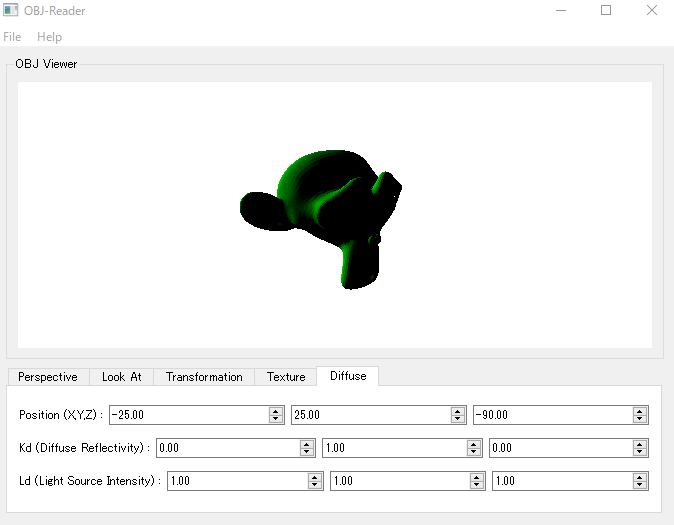 OBJ-Reader
File Help
OBJ Viewer
Perspective Look At Transformation Texture Diffuse
Position (X,Y,Z) : -25.00 25.00 -90.00
Kd (Diffuse Reflectivity) : 0.00 1.00 0.00
Ld (Light Source Intensity) : 1.00 1.00 1.00